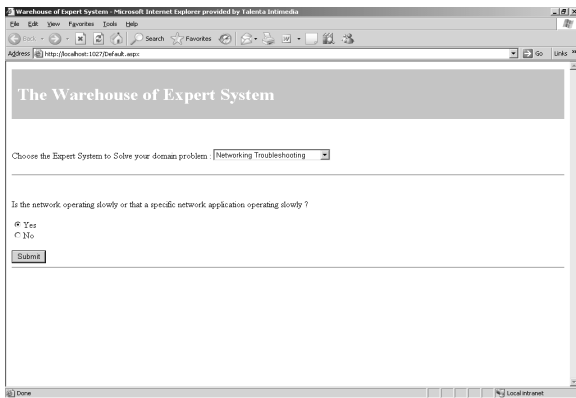 Warehouse of Expert System - Microsoft Internet Explorer provided by Talenta Intimedia
File Edit View Favorites Tools Help
Back Search Favorites
Address http://localhost:1027/Default.aspx Go Links »
The Warehouse of Expert System
Choose the Expert System to Solve your domain problem : Networking Troubleshooting
Is the network operating slowly or that a specific network application operating slowly ?
Yes
No
Submit
Done Local intranet